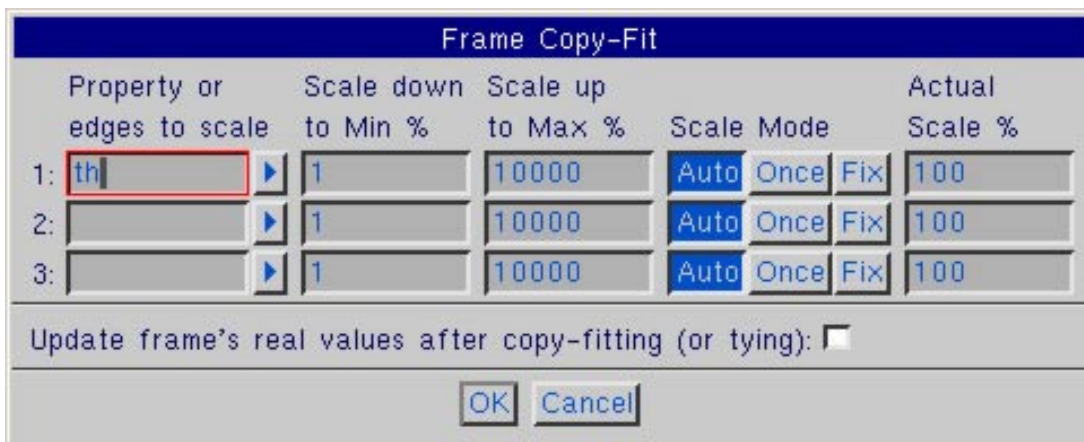 Frame Copy-Fit
Property or Scale down Scale up Actual
edges to scale to Min % to Max % Scale Mode Scale %
1: th 1 10000 Auto Once Fix 100
2: 1 10000 Auto Once Fix 100
3: 1 10000 Auto Once Fix 100
Update frame's real values after copy-fitting (or tying):
OK Cancel